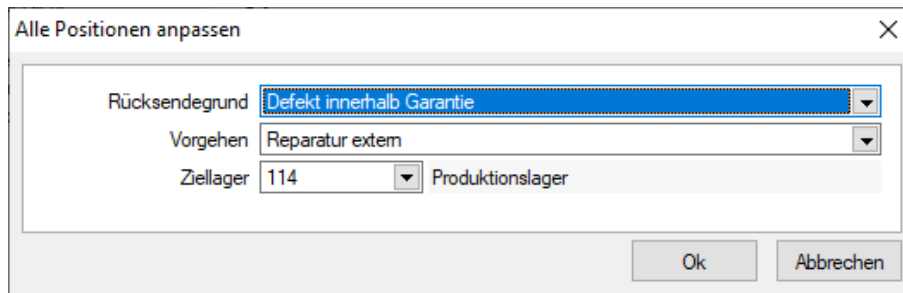 Alle Positionen anpassen
Rücksendegrund Defekt innerhalb Garantie
Vorgehen Reparatur extern
Ziellager 114 Produktionslager
Ok Abbrechen